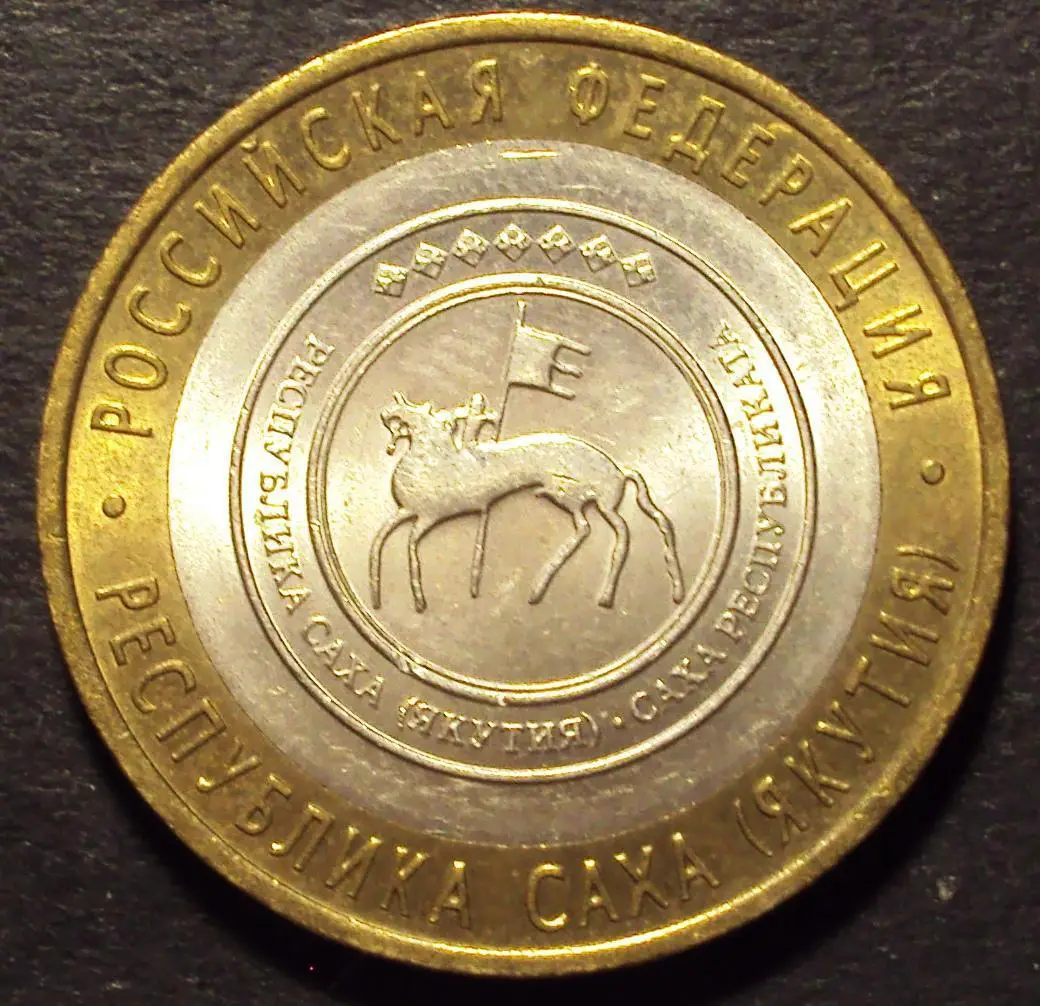 РОССИЙСКАЯ ФЕДЕРАЦИЯ
• РЕСПУБЛИКА САХА (ЯКУТИЯ) •
РЕСПУБЛИКА САХА (ЯКУТИЯ) • САХА РЕСПУБЛИКАТА